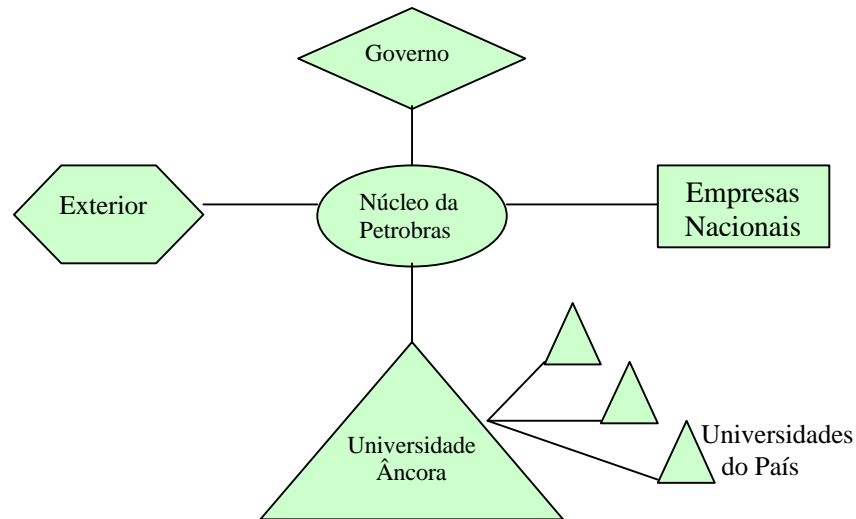 Governo
Exterior
Núcleo da
Petrobras
Empresas
Nacionais
Universidade
Âncora
Universidades
do País